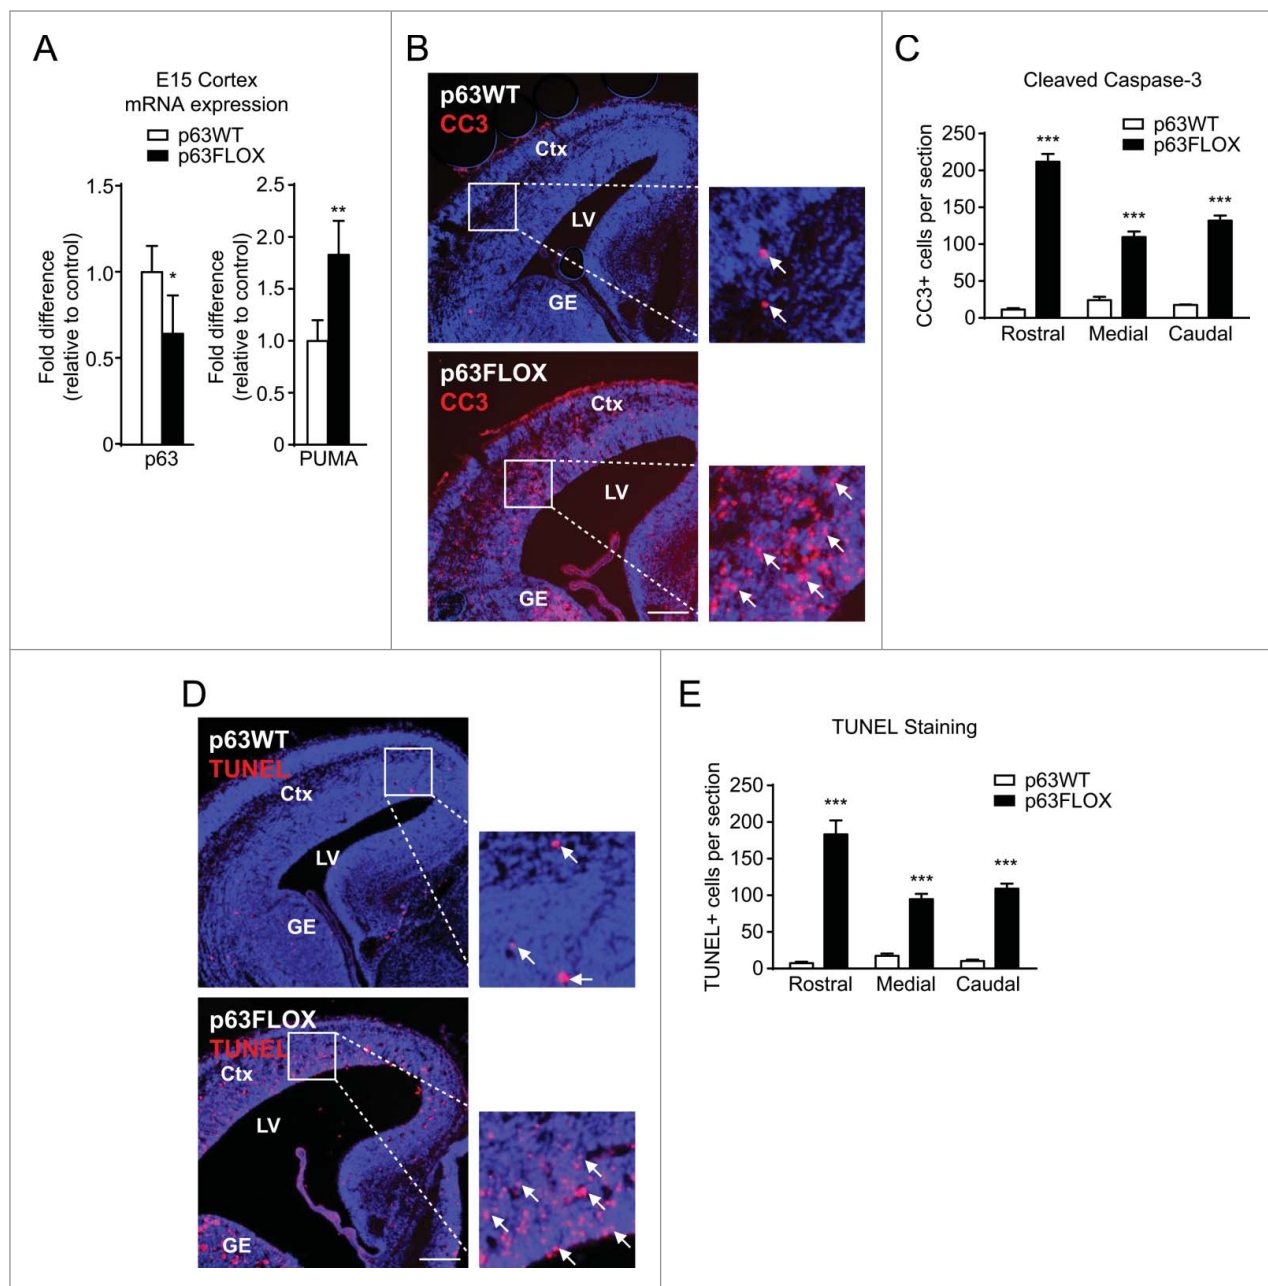 A
E15 Cortex
mRNA expression
p63WT
p63FLOX
Fold difference
(relative to control)
1.5
1.0
0.5
0
*
p63
Fold difference
(relative to control)
2.5
2.0
1.5
1.0
0.5
0
**
PUMA
B
p63WT
CC3
Ctx
LV
GE
p63FLOX
CC3
Ctx
LV
GE
C
Cleaved Caspase-3
p63WT
p63FLOX
CC3+ cells per section
250
200
150
100
50
0
***
***
***
Rostral Medial Caudal
D
p63WT
TUNEL
Ctx
LV
GE
p63FLOX
TUNEL
Ctx
LV
GE
E
TUNEL Staining
p63WT
p63FLOX
TUNEL+ cells per section
250
200
150
100
50
0
***
***
***
Rostral Medial Caudal